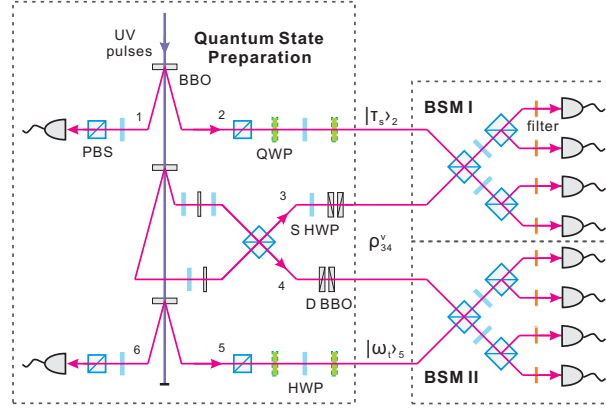 UV
pulses
Quantum State
Preparation
BBO
1
2
PBS
QWP
|τₛ⟩₂
BSM I
filter
3
S HWP
ρᵛ₃₄
4
D BBO
6
5
HWP
|ωₜ⟩₅
BSM II